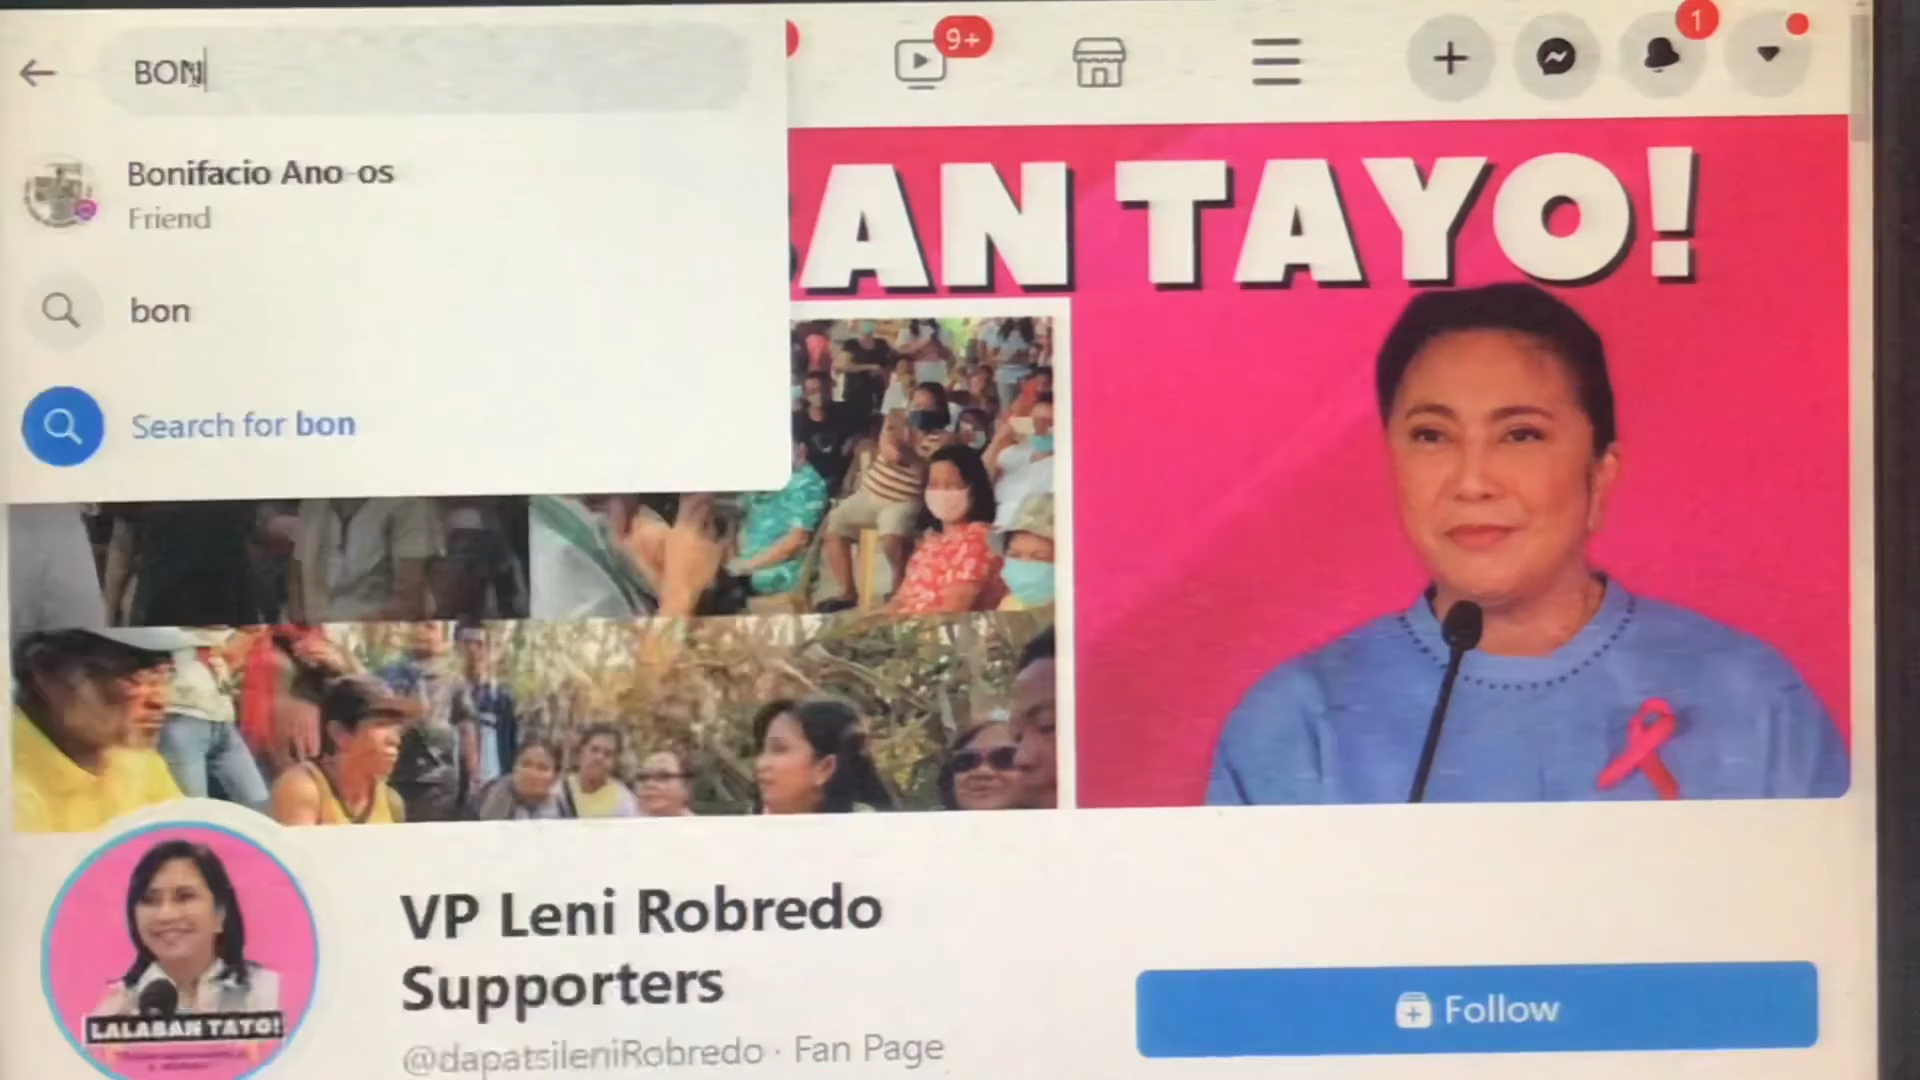 BON
9+
1
Bonifacio Ano-os
Friend
bon
Search for bon
BAN TAYO!
LALABAN TAYO!
VP Leni Robredo
Supporters
@dapatsileniRobredo · Fan Page
Follow